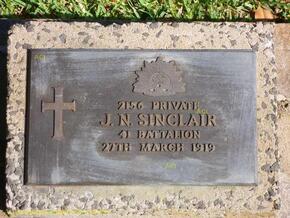 2156 PRIVATE
J. N. SINCLAIR
41 BATTALION
27TH MARCH 1919